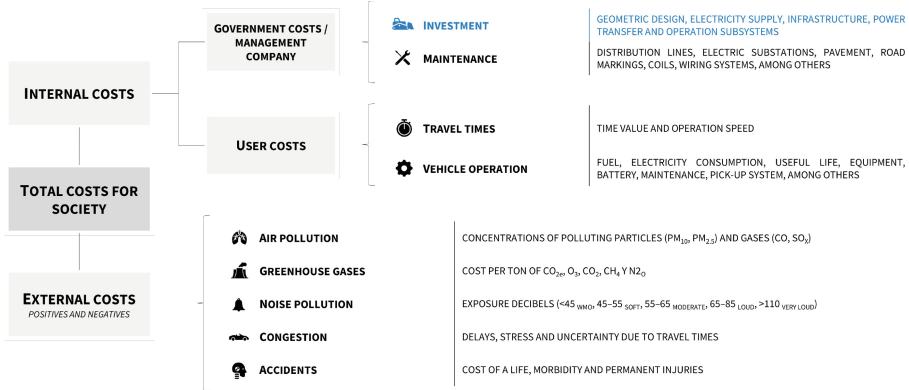 GOVERNMENT COSTS /
MANAGEMENT
COMPANY
INVESTMENT
GEOMETRIC DESIGN, ELECTRICITY SUPPLY, INFRASTRUCTURE, POWER
TRANSFER AND OPERATION SUBSYSTEMS
MAINTENANCE
DISTRIBUTION LINES, ELECTRIC SUBSTATIONS, PAVEMENT, ROAD
MARKINGS, COILS, WIRING SYSTEMS, AMONG OTHERS
INTERNAL COSTS
USER COSTS
TRAVEL TIMES
TIME VALUE AND OPERATION SPEED
VEHICLE OPERATION
FUEL, ELECTRICITY CONSUMPTION, USEFUL LIFE, EQUIPMENT,
BATTERY, MAINTENANCE, PICK-UP SYSTEM, AMONG OTHERS
TOTAL COSTS FOR
SOCIETY
EXTERNAL COSTS
POSITIVES AND NEGATIVES
AIR POLLUTION
CONCENTRATIONS OF POLLUTING PARTICLES (PM10, PM2.5) AND GASES (CO, SOX)
GREENHOUSE GASES
COST PER TON OF CO2e, O3, CO2, CH4 Y N2O
NOISE POLLUTION
EXPOSURE DECIBELS (<45 WMO, 45–55 SOFT, 55–65 MODERATE, 65–85 LOUD, >110 VERY LOUD)
CONGESTION
DELAYS, STRESS AND UNCERTAINTY DUE TO TRAVEL TIMES
ACCIDENTS
COST OF A LIFE, MORBIDITY AND PERMANENT INJURIES